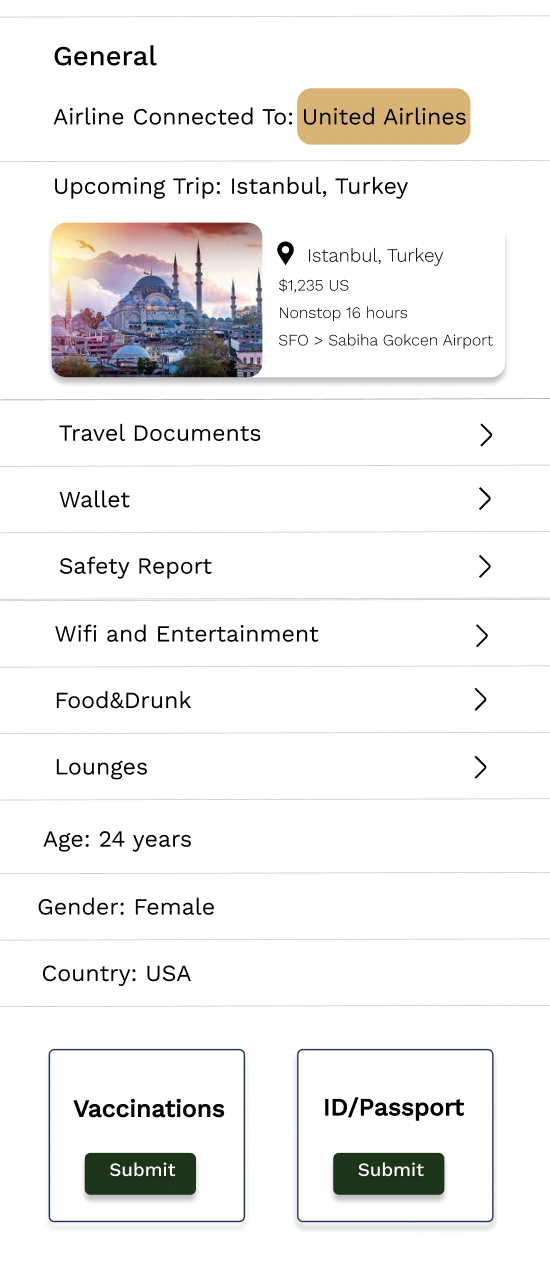 General
Airline Connected To: United Airlines
Upcoming Trip: Istanbul, Turkey
Istanbul, Turkey
$1,235 US
Nonstop 16 hours
SFO > Sabiha Gokcen Airport
Travel Documents
Wallet
Safety Report
Wifi and Entertainment
Food&Drunk
Lounges
Age: 24 years
Gender: Female
Country: USA
Vaccinations
Submit
ID/Passport
Submit